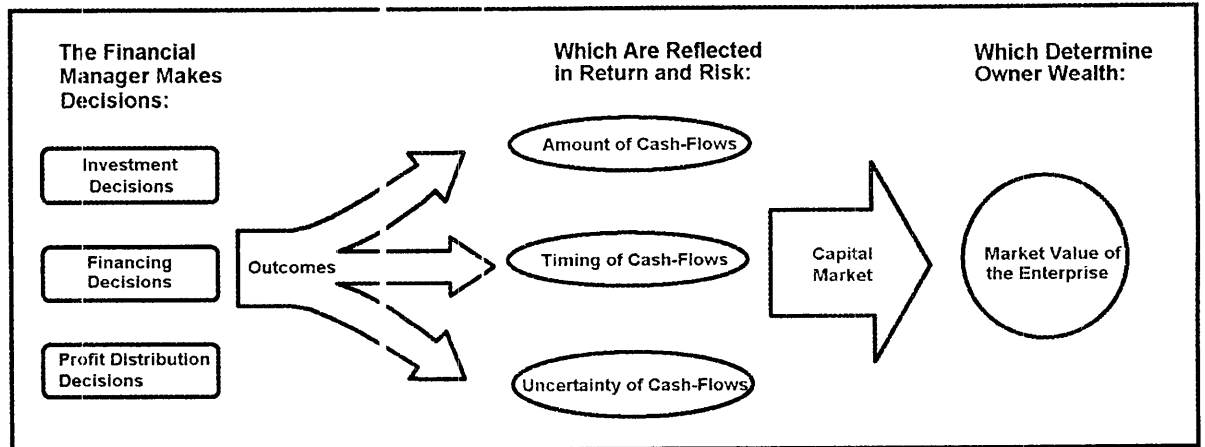 The Financial
Manager Makes
Decisions:
Investment
Decisions
Financing
Decisions
Profit Distribution
Decisions
Outcomes
Which Are Reflected
in Return and Risk:
Amount of Cash-Flows
Timing of Cash-Flows
Uncertainty of Cash-Flows
Capital
Market
Which Determine
Owner Wealth:
Market Value of
the Enterprise